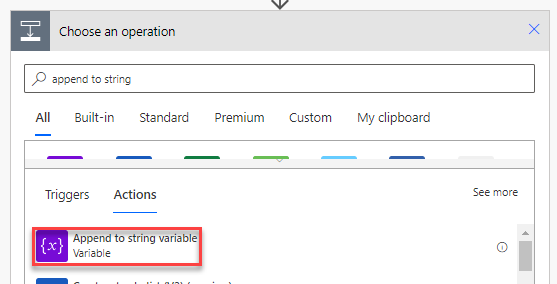 Choose an operation
append to string
All Built-in Standard Premium Custom My clipboard
Triggers Actions See more
{x} Append to string variable
Variable